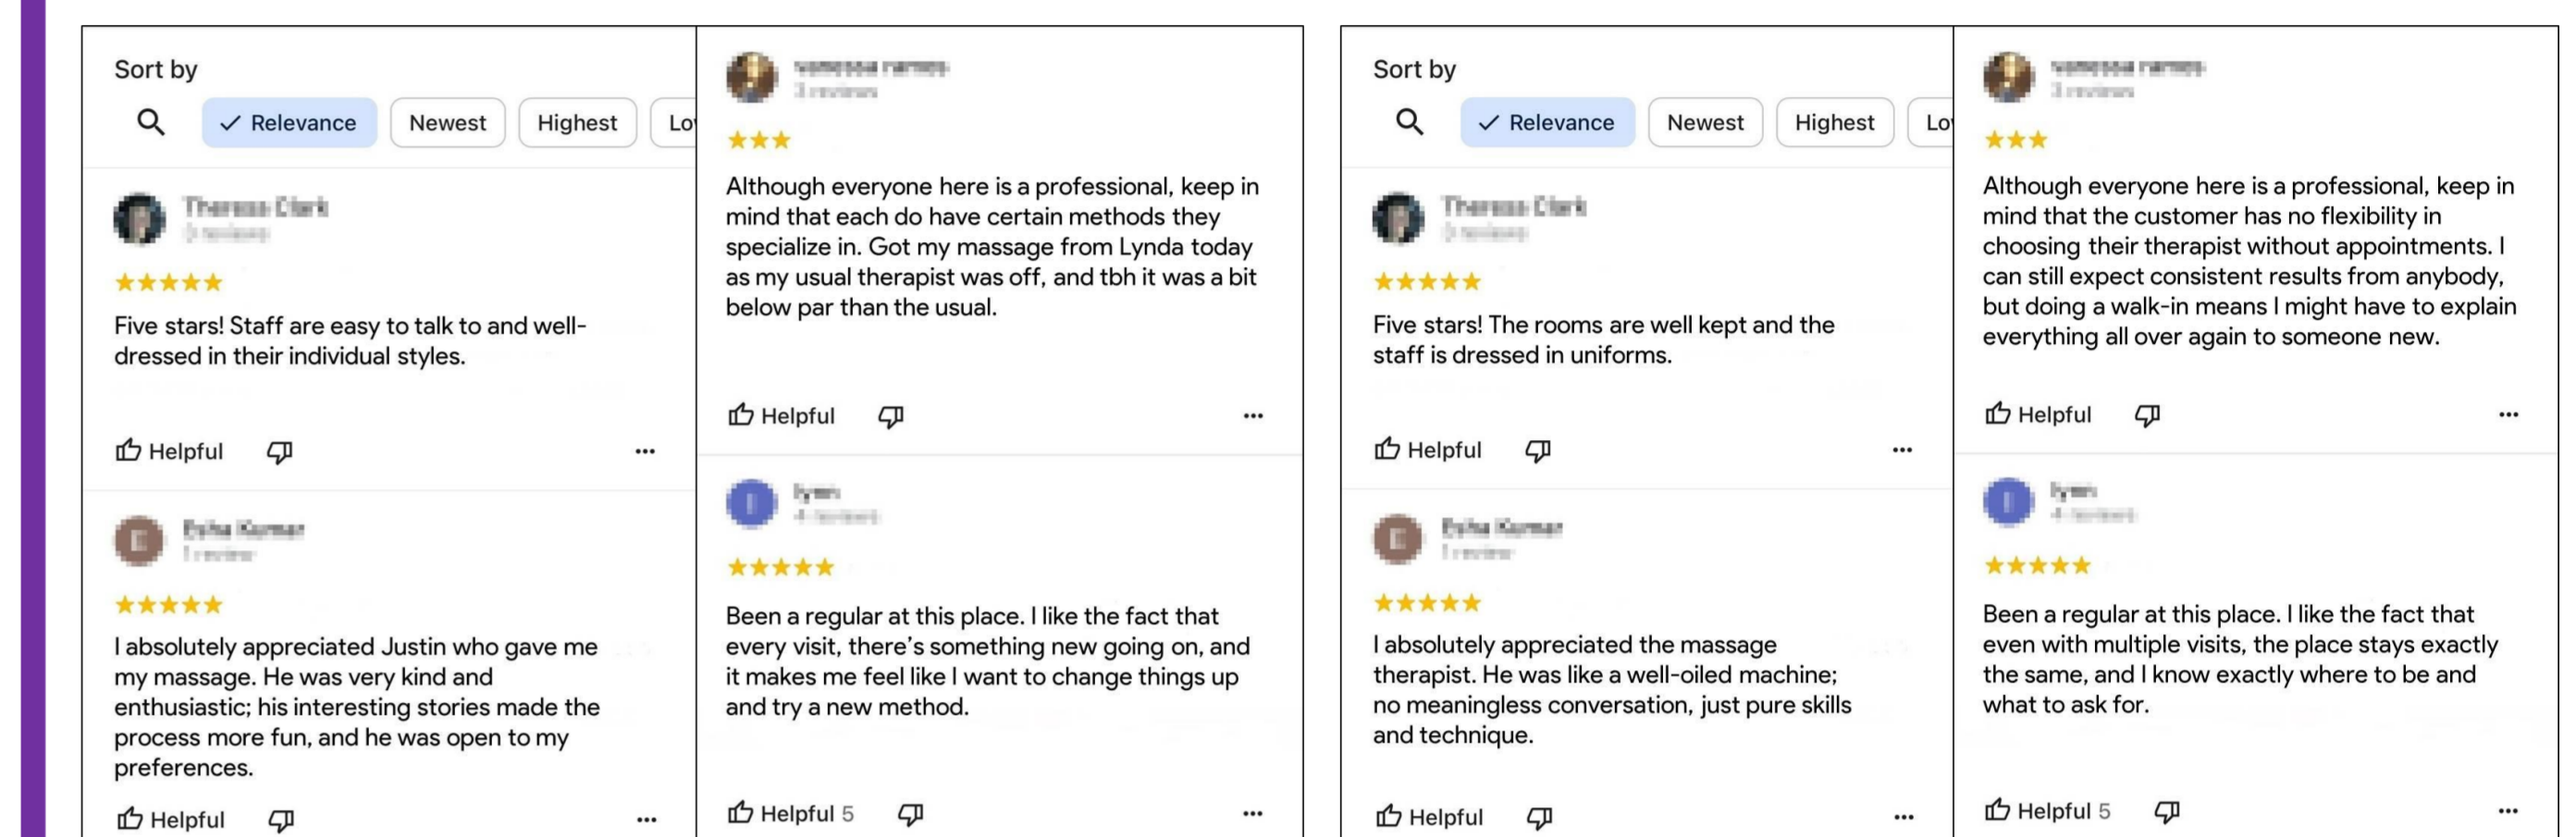 Sort by
Relevance
Newest
Highest
Five stars! Staff are easy to talk to and well-
dressed in their individual styles.
Helpful
I absolutely appreciated Justin who gave me
my massage. He was very kind and
enthusiastic; his interesting stories made the
process more fun, and he was open to my
preferences.
Helpful
Although everyone here is a professional, keep in
mind that each do have certain methods they
specialize in. Got my massage from Lynda today
as my usual therapist was off, and tbh it was a bit
below par than the usual.
Helpful
Been a regular at this place. I like the fact that
every visit, there's something new going on, and
it makes me feel like I want to change things up
and try a new method.
Helpful 5
Sort by
Relevance
Newest
Highest
Five stars! The rooms are well kept and the
staff is dressed in uniforms.
Helpful
I absolutely appreciated the massage
therapist. He was like a well-oiled machine;
no meaningless conversation, just pure skills
and technique.
Helpful
Although everyone here is a professional, keep in
mind that the customer has no flexibility in
choosing their therapist without appointments. I
can still expect consistent results from anybody,
but doing a walk-in means I might have to explain
everything all over again to someone new.
Helpful
Been a regular at this place. I like the fact that
even with multiple visits, the place stays exactly
the same, and I know exactly where to be and
what to ask for.
Helpful 5